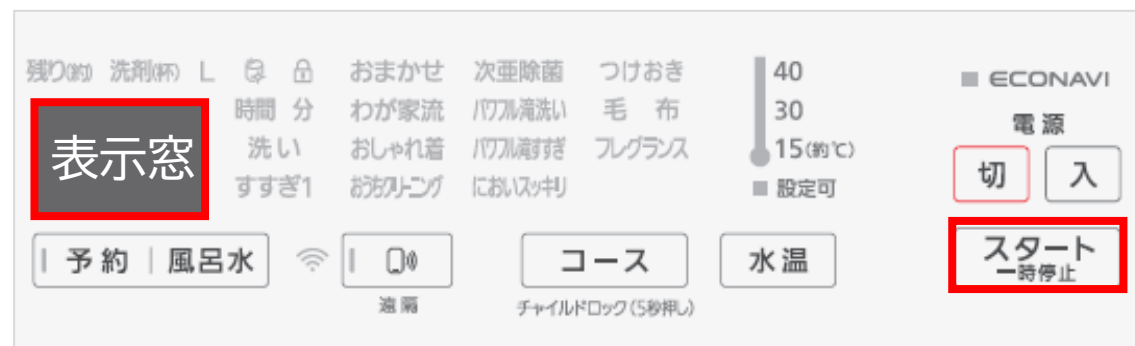 残り(約) 洗剤(杯) L おまかせ 次亜除菌 つけおき 40
時間 分 わが家流 パワフル滝洗い 毛布 30
洗い おしゃれ着 パワフル滝すすぎ フレグランス 15(約℃)
すすぎ1 おうちクリーニング においスッキリ 設定可
表示窓
ECONAVI
電源
切 入
予約 風呂水 コース 水温 スタート
一時停止
遠隔 チャイルドロック(5秒押し)